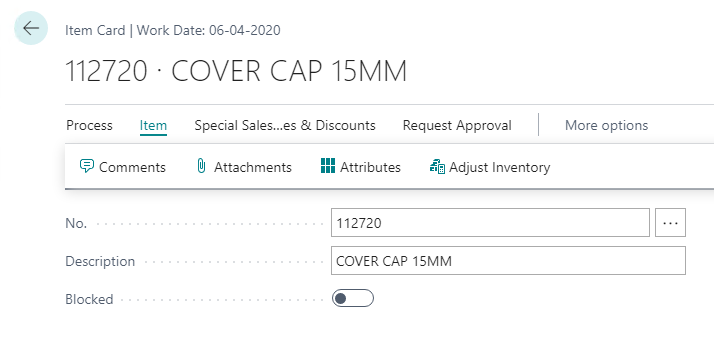 Item Card | Work Date: 06-04-2020
112720 · COVER CAP 15MM
Process Item Special Sales...es & Discounts Request Approval More options
Comments Attachments Attributes Adjust Inventory
No. 112720 ...
Description COVER CAP 15MM
Blocked